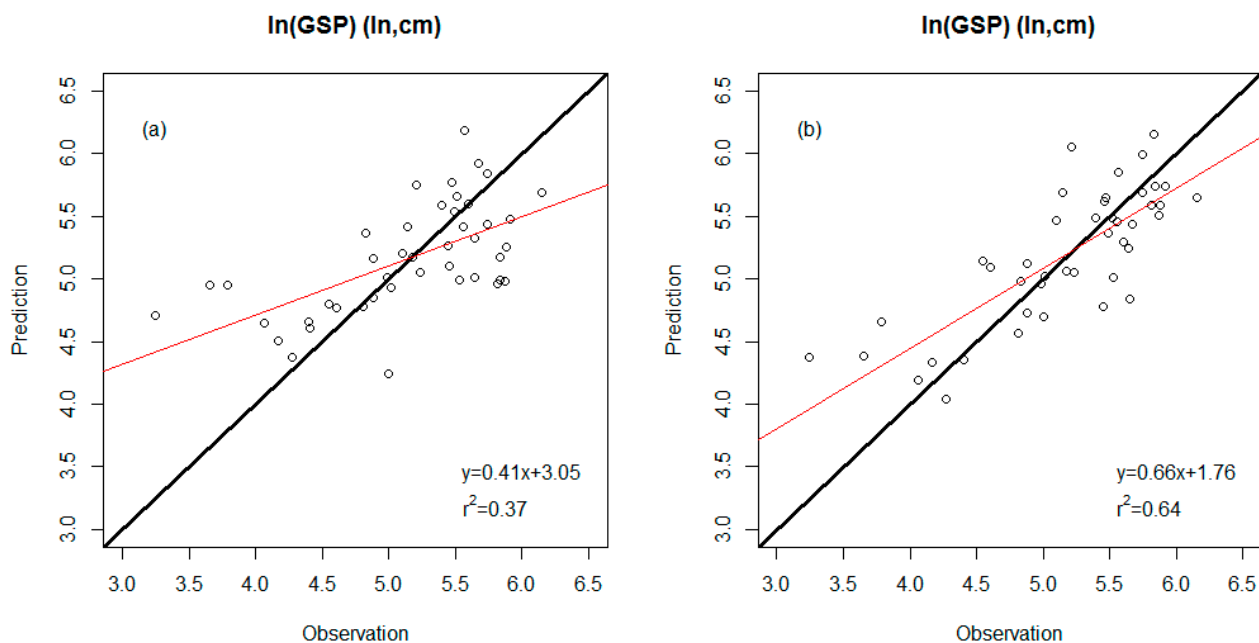 ln(GSP) (ln,cm)
(a)
Prediction
6.5
6.0
5.5
5.0
4.5
4.0
3.5
3.0
y=0.41x+3.05
r²=0.37
3.0 3.5 4.0 4.5 5.0 5.5 6.0 6.5
Observation
ln(GSP) (ln,cm)
(b)
Prediction
6.5
6.0
5.5
5.0
4.5
4.0
3.5
3.0
y=0.66x+1.76
r²=0.64
3.0 3.5 4.0 4.5 5.0 5.5 6.0 6.5
Observation